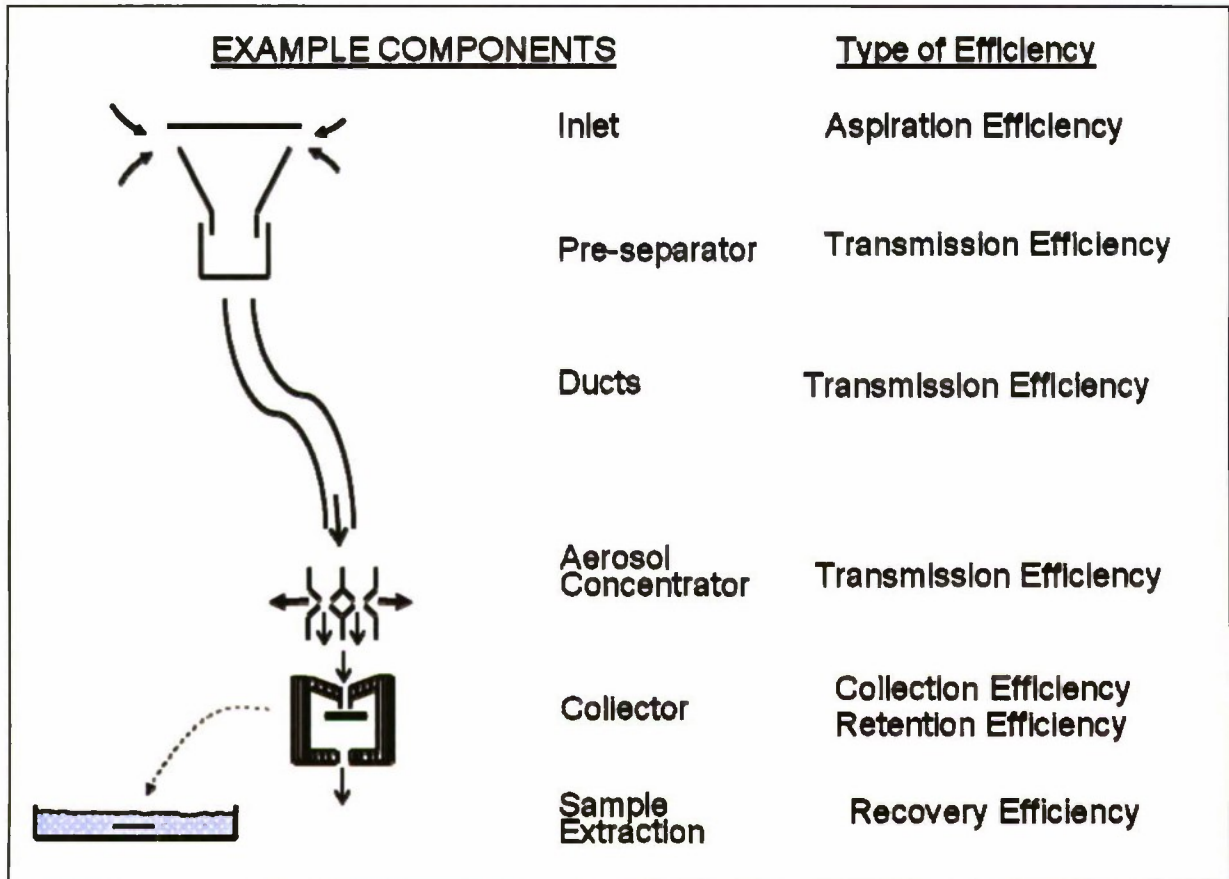 EXAMPLE COMPONENTS Type of Efficiency
Inlet Aspiration Efficiency
Pre-separator Transmission Efficiency
Ducts Transmission Efficiency
Aerosol
Concentrator Transmission Efficiency
Collector Collection Efficiency
Retention Efficiency
Sample
Extraction Recovery Efficiency